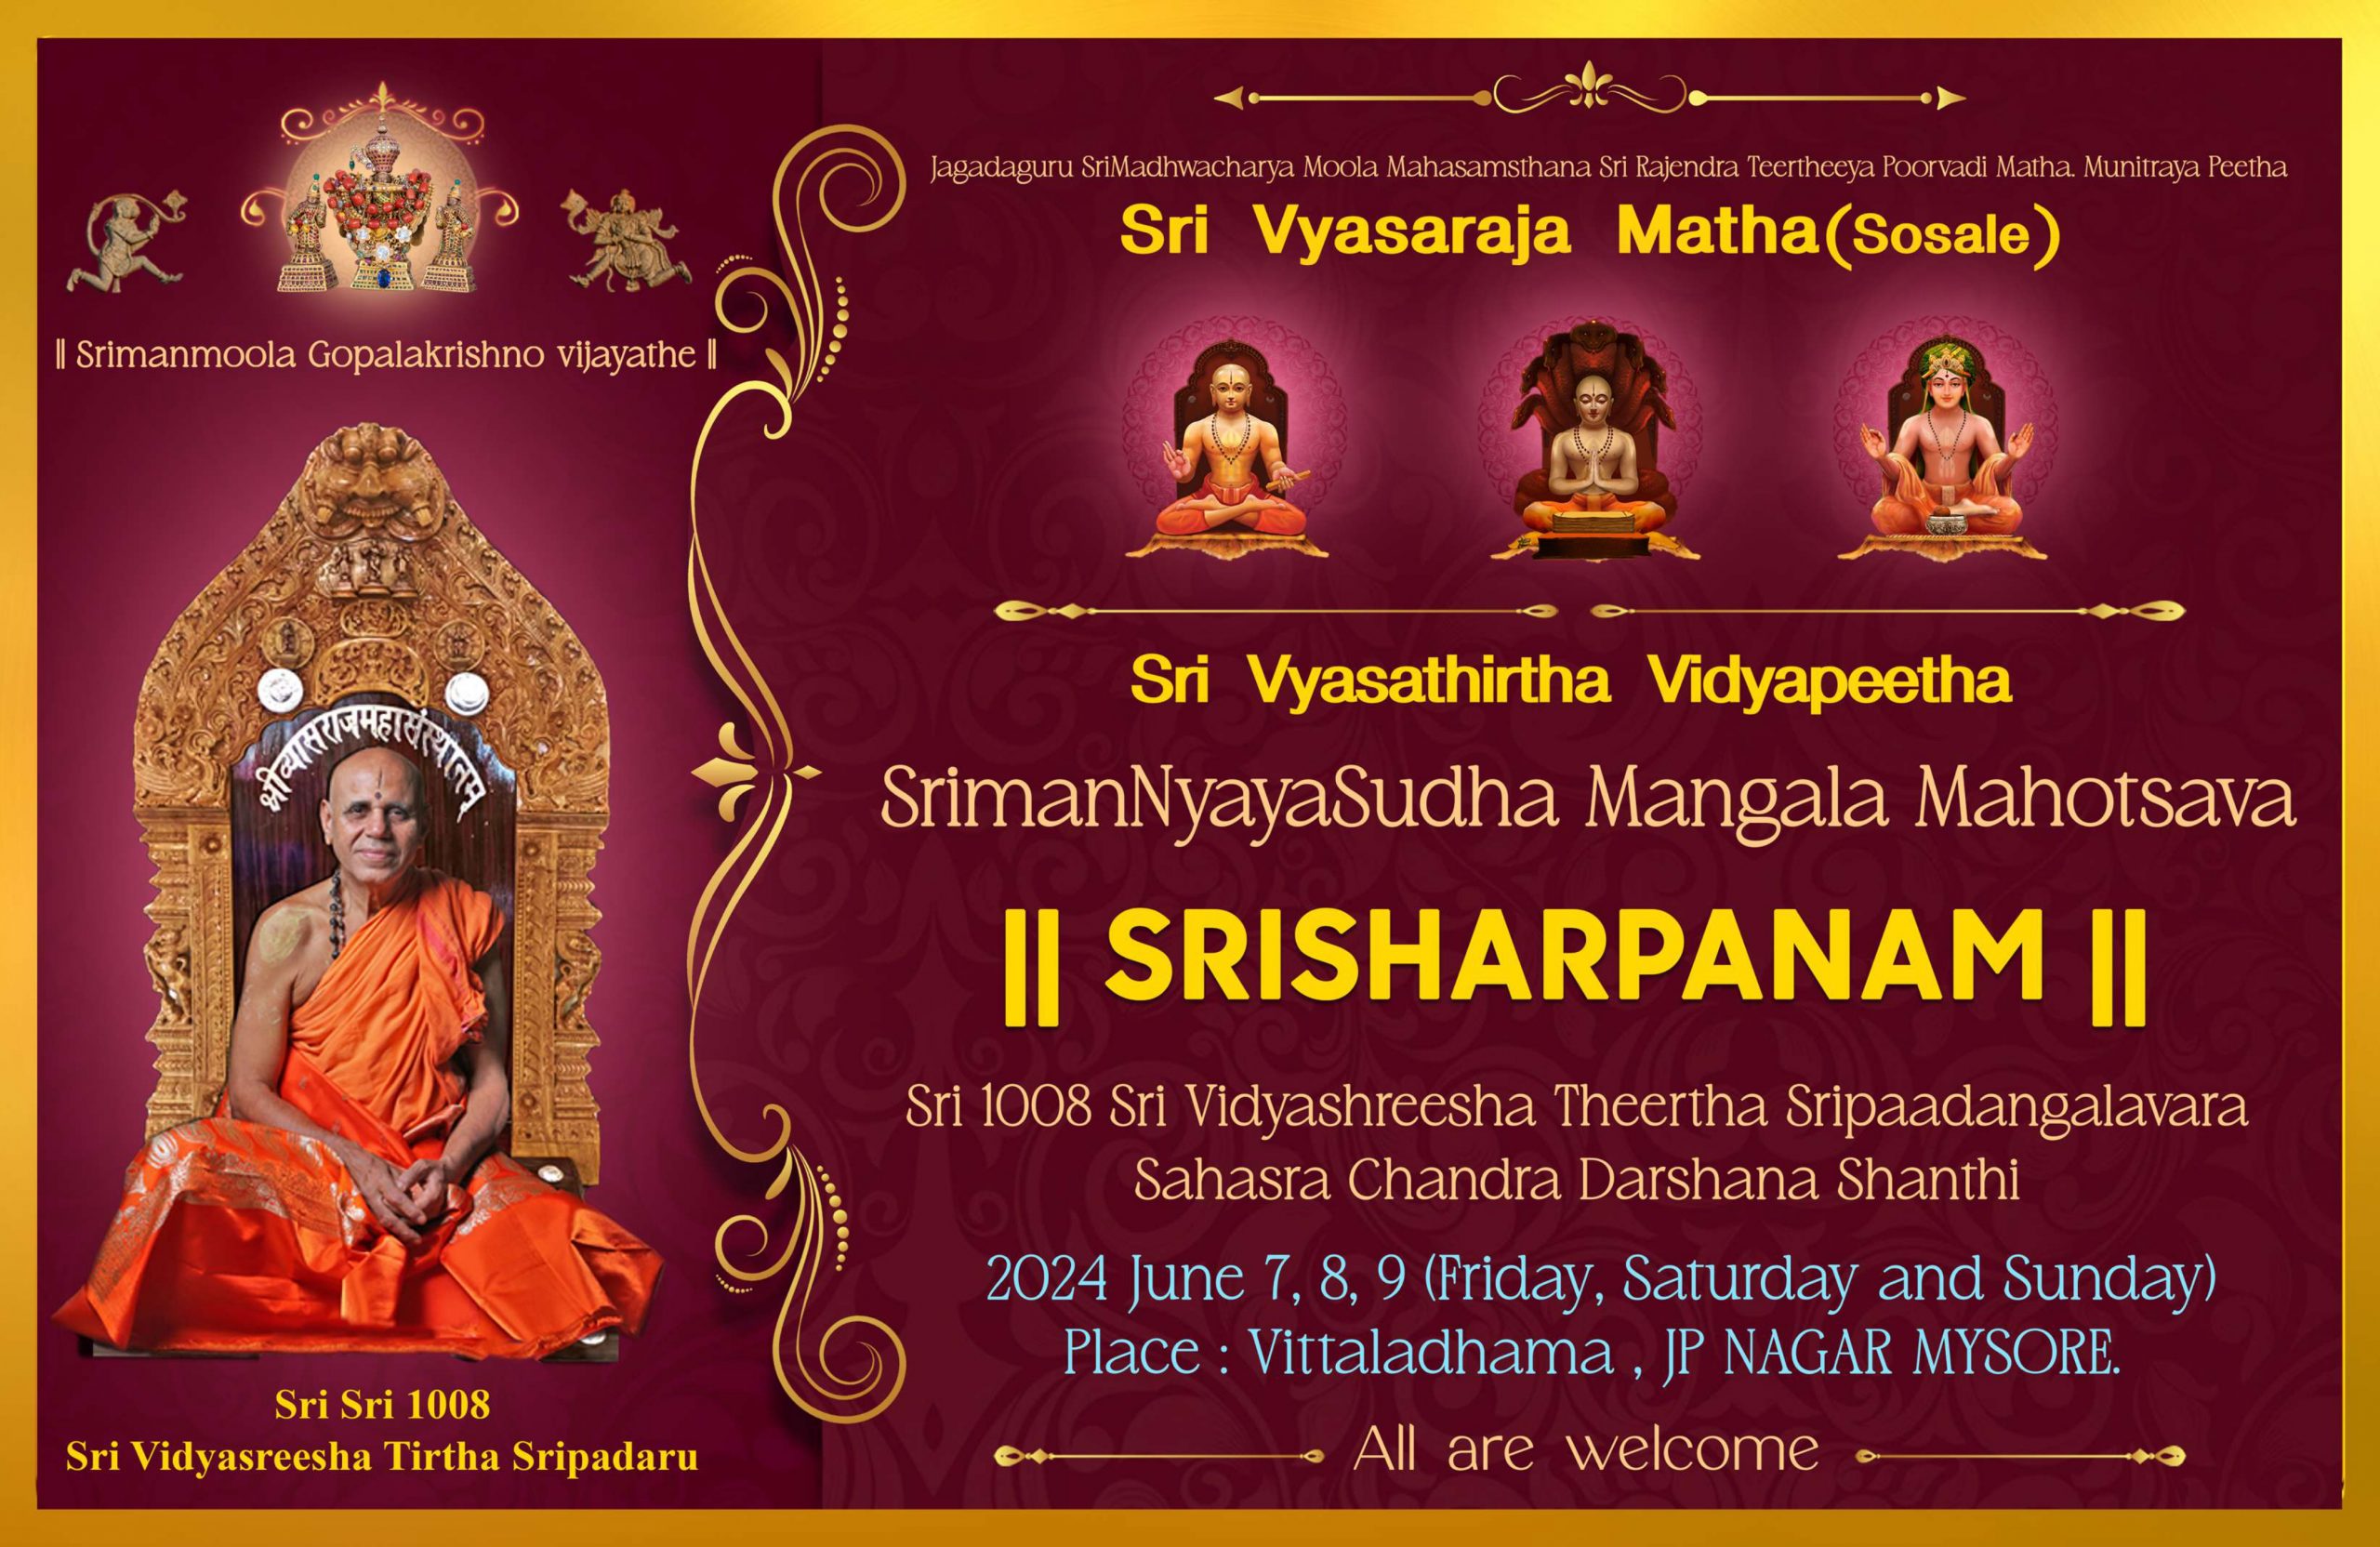 || Srimanmoola Gopalakrishno vijayathe ||
श्रीव्यासराजमहासंस्थानम्
Sri Sri 1008
Sri Vidyasreesha Tirtha Sripadaru
Jagadaguru SriMadhwacharya Moola Mahasamsthana Sri Rajendra Teertheeya Poorvadi Matha. Munitraya Peetha
Sri Vyasaraja Matha(Sosale)
Sri Vyasathirtha Vidyapeetha
SrimanNyayaSudha Mangala Mahotsava
|| SRISHARPANAM ||
Sri 1008 Sri Vidyashreesha Theertha Sripaadangalavara
Sahasra Chandra Darshana Shanthi
2024 June 7, 8, 9 (Friday, Saturday and Sunday)
Place : Vittaladhama , JP NAGAR MYSORE.
All are welcome